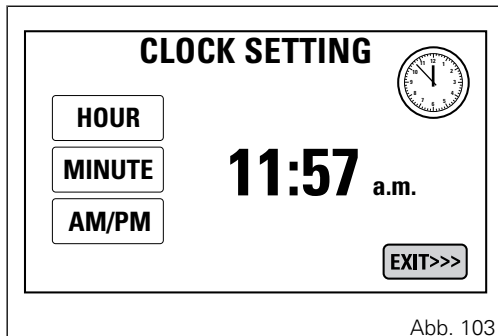 CLOCK SETTING
HOUR
MINUTE
AM/PM
11:57 a.m.
EXIT>>>
Abb. 103